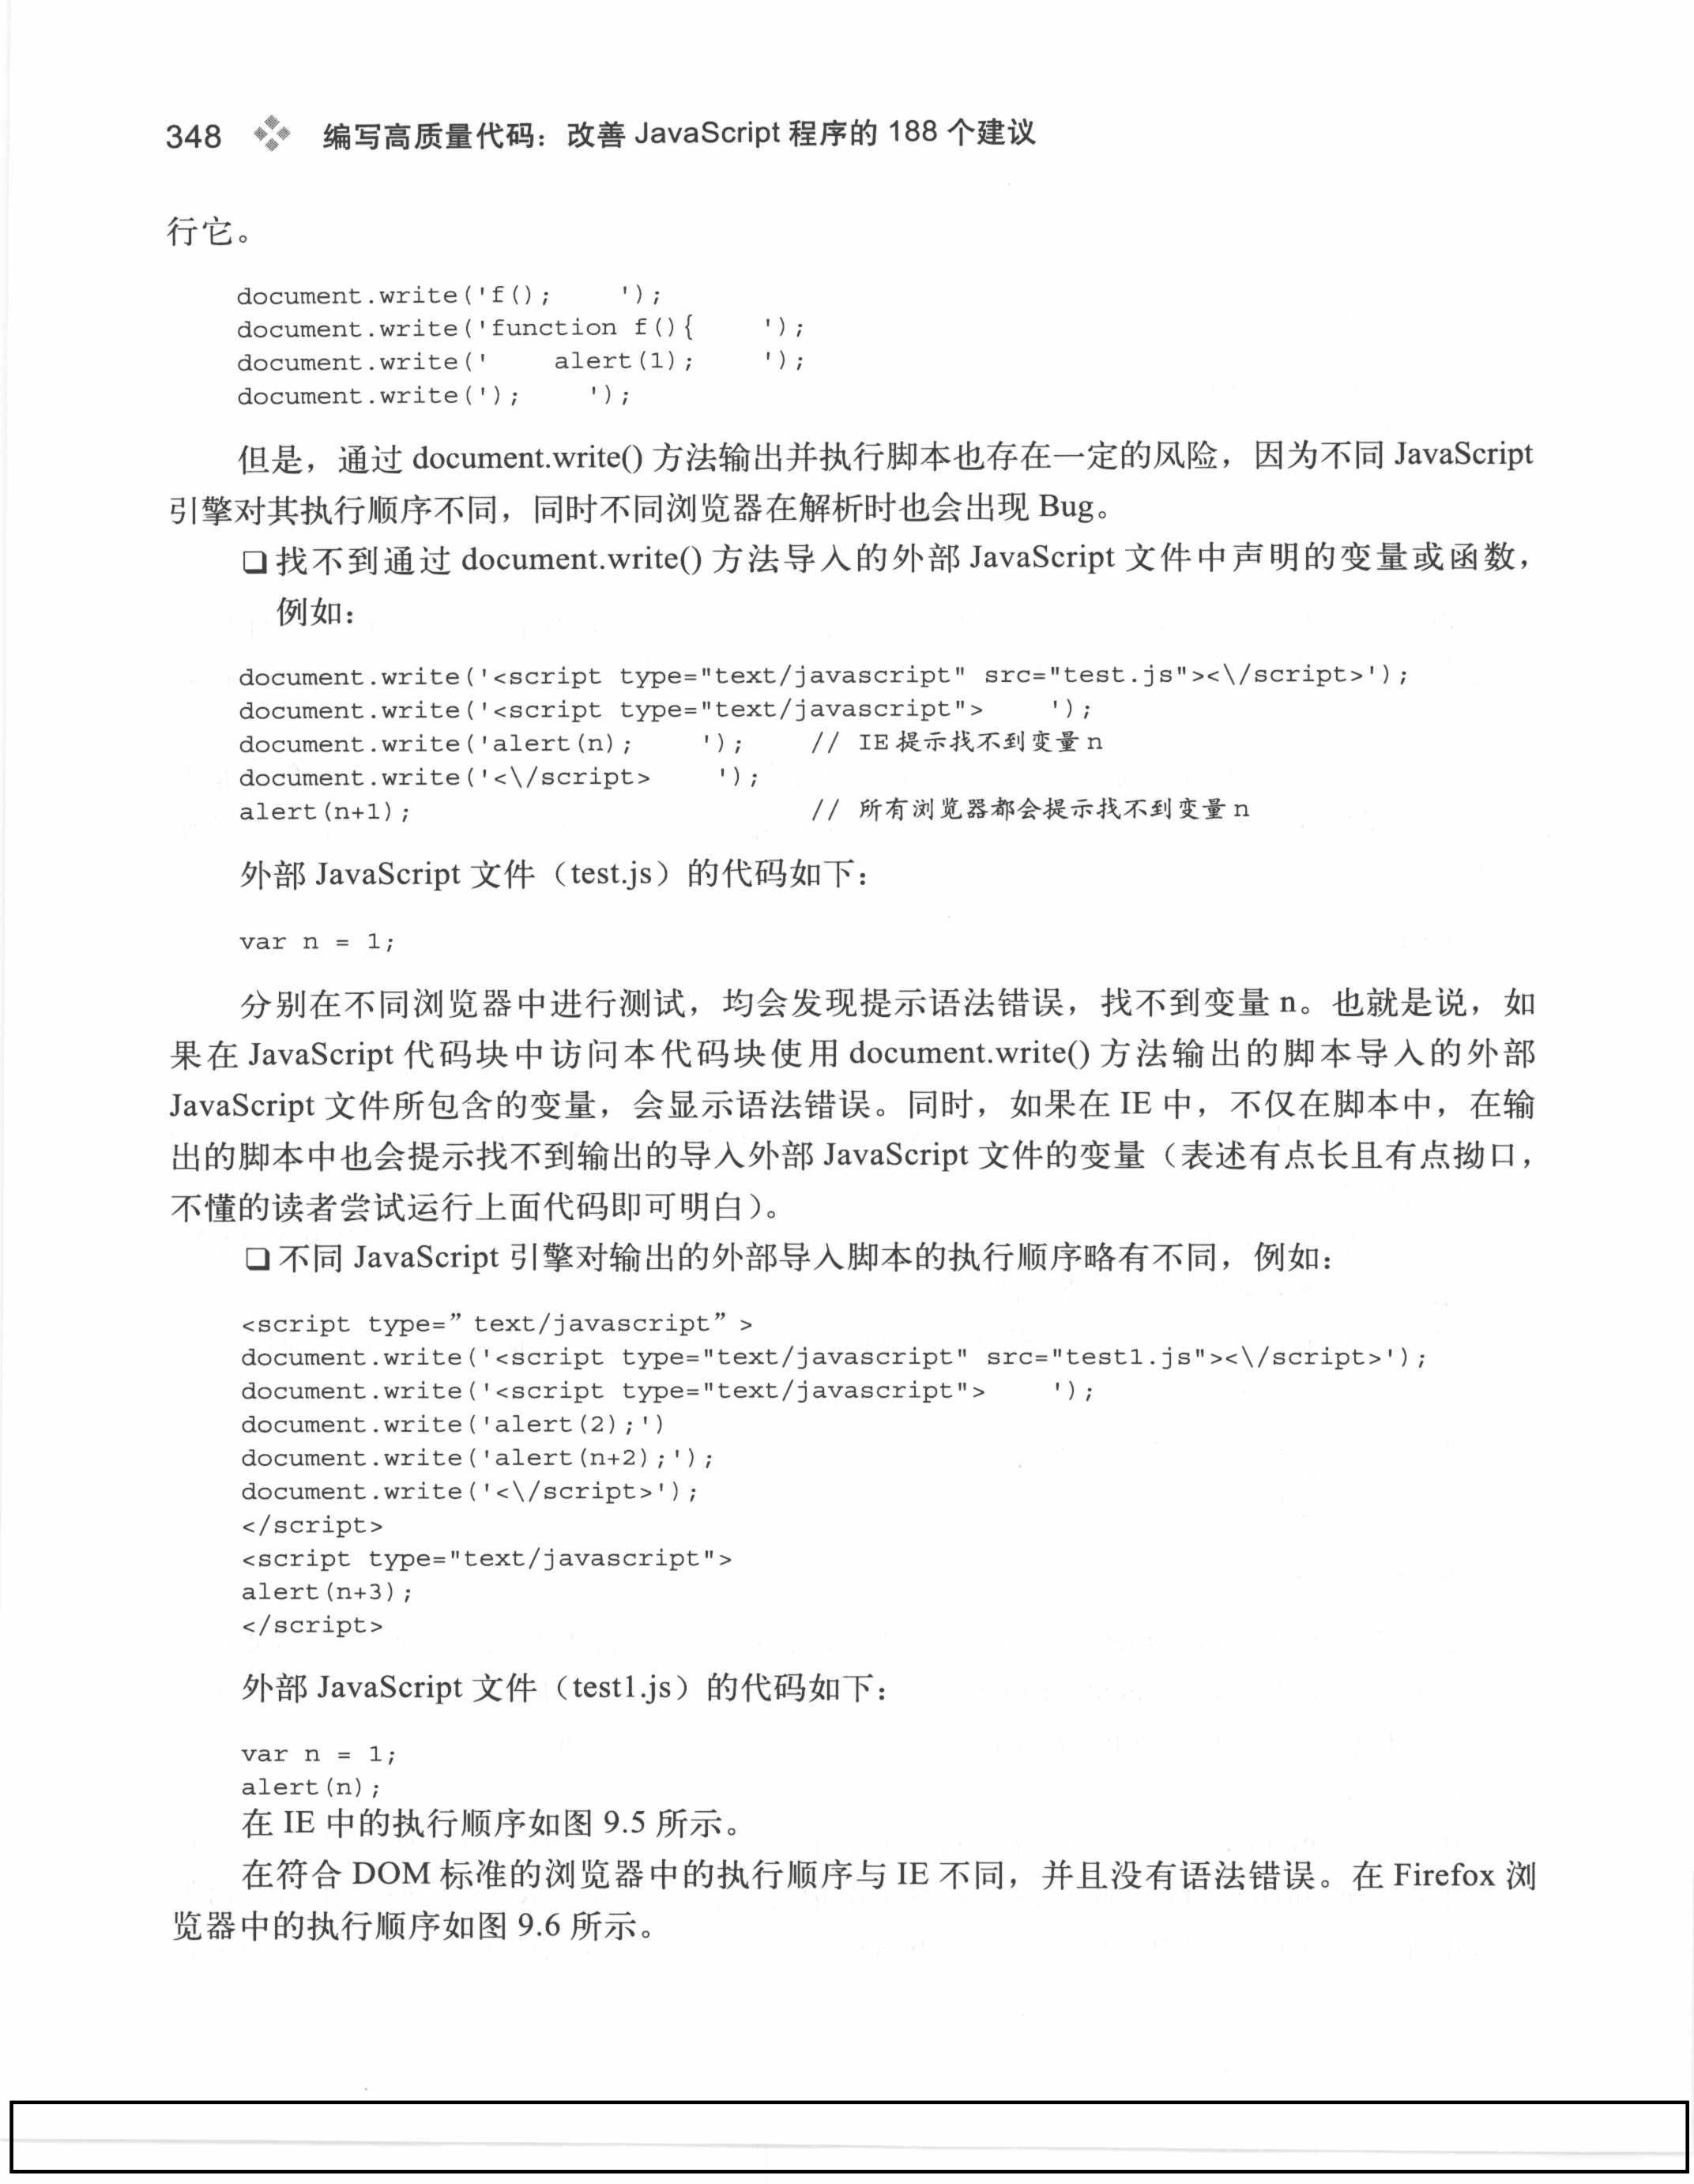 348 编写高质量代码：改善 JavaScript 程序的 188 个建议
行它。
document.write('f();    ');
document.write('function f(){    ');
document.write('    alert(1);    ');
document.write(');    ');
但是，通过 document.write() 方法输出并执行脚本也存在一定的风险，因为不同 JavaScript
引擎对其执行顺序不同，同时不同浏览器在解析时也会出现 Bug。
❑ 找不到通过 document.write() 方法导入的外部 JavaScript 文件中声明的变量或函数，
例如：
document.write('<script type="text/javascript" src="test.js"><\/script>');
document.write('<script type="text/javascript">    ');
document.write('alert(n);    ');    // IE 提示找不到变量 n
document.write('<\/script>    ');
alert(n+1);    // 所有浏览器都会提示找不到变量 n
外部 JavaScript 文件（test.js）的代码如下：
var n = 1;
分别在不同浏览器中进行测试，均会发现提示语法错误，找不到变量 n。也就是说，如
果在 JavaScript 代码块中访问本代码块使用 document.write() 方法输出的脚本导入的外部
JavaScript 文件所包含的变量，会显示语法错误。同时，如果在 IE 中，不仅在脚本中，在输
出的脚本中也会提示找不到输出的导入外部 JavaScript 文件的变量（表述有点长且有点拗口，
不懂的读者尝试运行上面代码即可明白）。
❑ 不同 JavaScript 引擎对输出的外部导入脚本的执行顺序略有不同，例如：
<script type=” text/javascript” >
document.write('<script type="text/javascript" src="test1.js"><\/script>');
document.write('<script type="text/javascript">    ');
document.write('alert(2);')
document.write('alert(n+2);');
document.write('<\/script>');
</script>
<script type="text/javascript">
alert(n+3);
</script>
外部 JavaScript 文件（test1.js）的代码如下：
var n = 1;
alert(n);
在 IE 中的执行顺序如图 9.5 所示。
在符合 DOM 标准的浏览器中的执行顺序与 IE 不同，并且没有语法错误。在 Firefox 浏
览器中的执行顺序如图 9.6 所示。